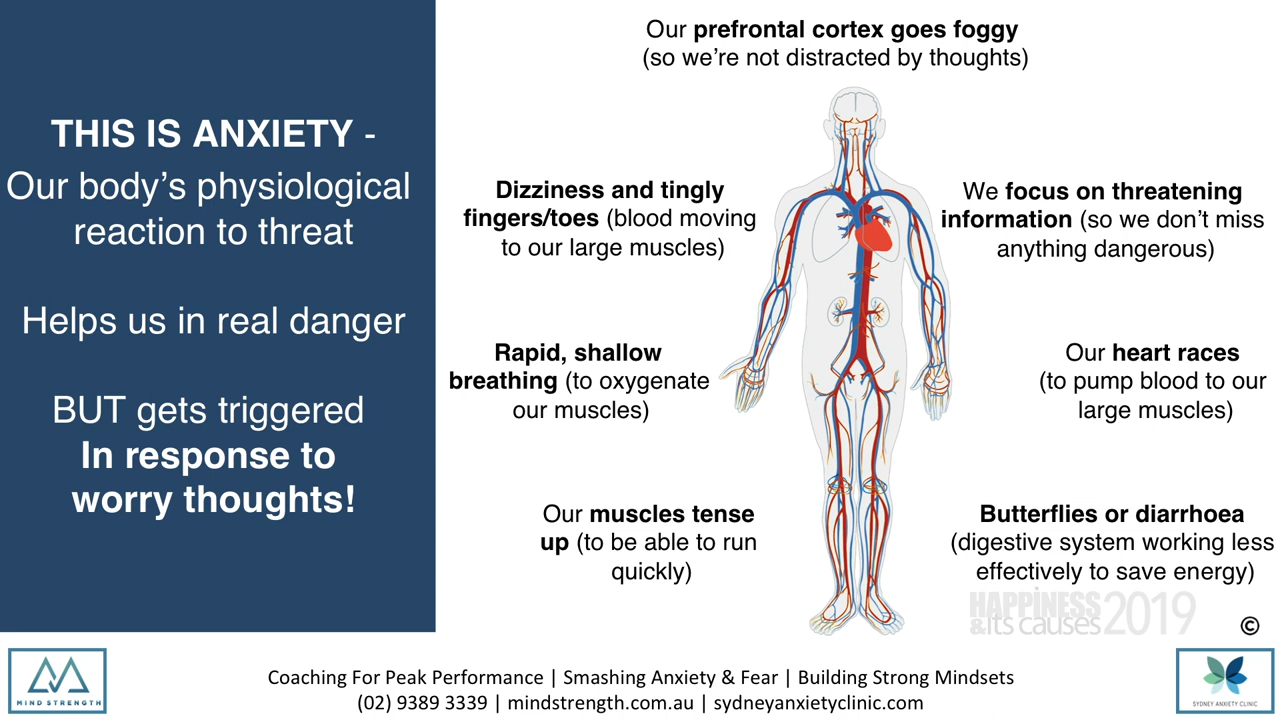 THIS IS ANXIETY -
Our body’s physiological
reaction to threat
Helps us in real danger
BUT gets triggered
In response to
worry thoughts!
Our prefrontal cortex goes foggy
(so we’re not distracted by thoughts)
Dizziness and tingly
fingers/toes (blood moving
to our large muscles)
We focus on threatening
information (so we don’t miss
anything dangerous)
Rapid, shallow
breathing (to oxygenate
our muscles)
Our heart races
(to pump blood to our
large muscles)
Our muscles tense
up (to be able to run
quickly)
Butterflies or diarrhoea
(digestive system working less
effectively to save energy)
HAPPINESS
&its causes 2019
©
MIND STRENGTH
Coaching For Peak Performance | Smashing Anxiety & Fear | Building Strong Mindsets
(02) 9389 3339 | mindstrength.com.au | sydneyanxietyclinic.com
SYDNEY ANXIETY CLINIC